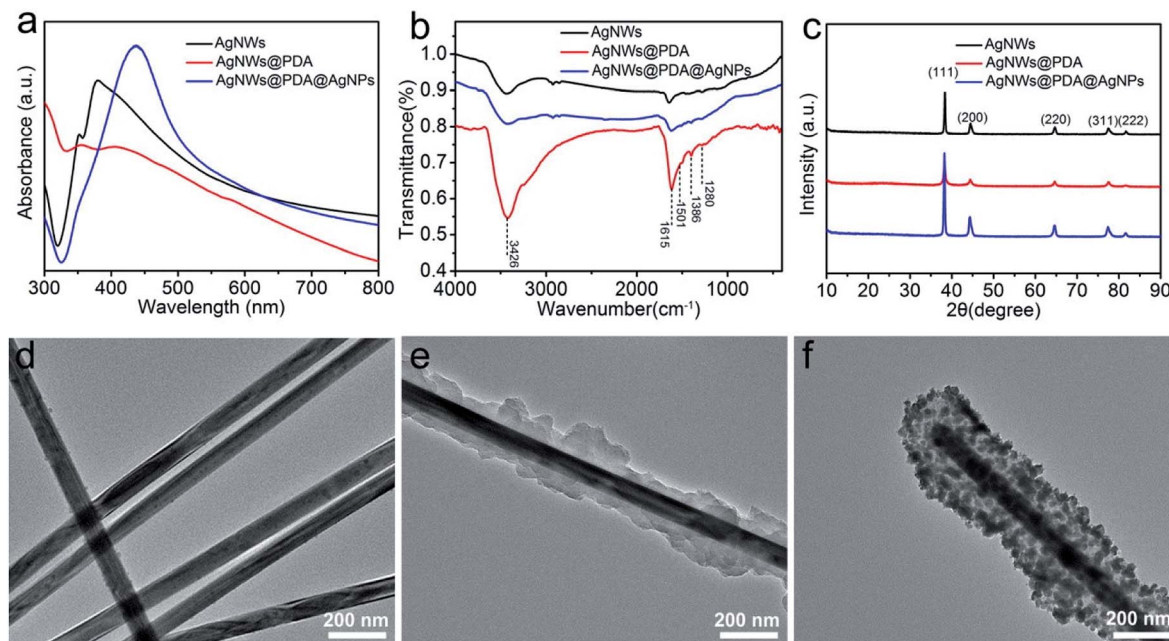 a
AgNWs
AgNWs@PDA
AgNWs@PDA@AgNPs
Absorbance (a.u.)
300 400 500 600 700 800
Wavelength (nm)
b
AgNWs
AgNWs@PDA
AgNWs@PDA@AgNPs
Transmittance(%)
1.0
0.9
0.8
0.7
0.6
0.5
0.4
3426
1615
1501
1386
1280
4000 3000 2000 1000
Wavenumber(cm⁻¹)
c
AgNWs
AgNWs@PDA
AgNWs@PDA@AgNPs
Intensity (a.u.)
(111)
(200)
(220)
(311)(222)
10 20 30 40 50 60 70 80 90
2θ(degree)
d
200 nm
e
200 nm
f
200 nm